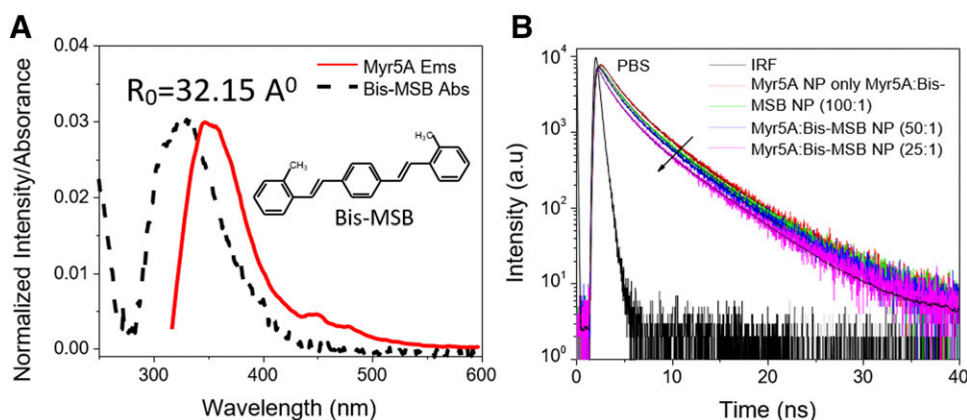 A
0.04
0.03
0.02
0.01
0.00
Normalized Intensity/Absorbance
300
400
500
600
Wavelength (nm)
R0=32.15 A0
Myr5A Ems
Bis-MSB Abs
CH3
CH3
Bis-MSB
B
10^4
10^3
10^2
10^1
10^0
Intensity (a.u)
0
10
20
30
40
Time (ns)
PBS
IRF
Myr5A NP only Myr5A:Bis-
MSB NP (100:1)
Myr5A:Bis-MSB NP (50:1)
Myr5A:Bis-MSB NP (25:1)